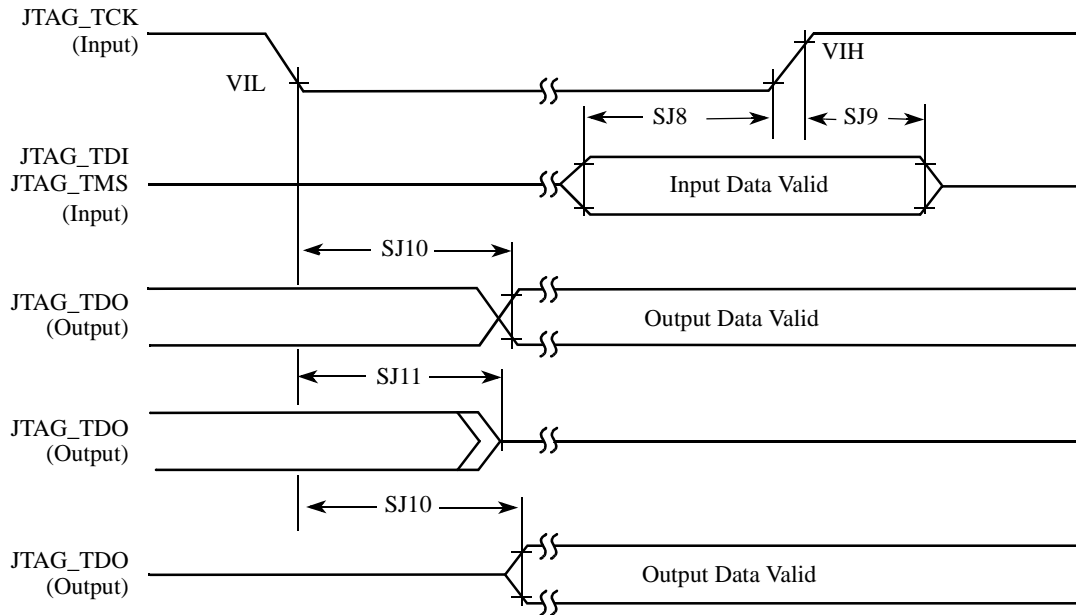 JTAG_TCK
(Input)
VIL
VIH
SJ8
SJ9
JTAG_TDI
JTAG_TMS
(Input)
Input Data Valid
SJ10
JTAG_TDO
(Output)
Output Data Valid
SJ11
JTAG_TDO
(Output)
SJ10
JTAG_TDO
(Output)
Output Data Valid